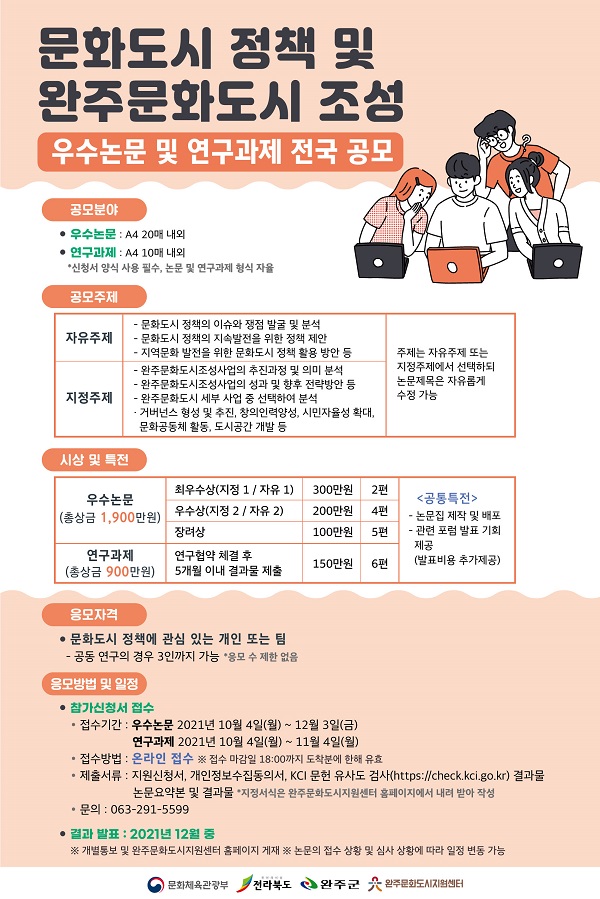 문화도시 정책 및
완주문화도시 조성
우수논문 및 연구과제 전국 공모
공모분야
• 우수논문 : A4 20매 내외
• 연구과제 : A4 10매 내외
*신청서 양식 사용 필수, 논문 및 연구과제 형식 자율
공모주제
자유주제
- 문화도시 정책의 이슈와 쟁점 발굴 및 분석
- 문화도시 정책의 지속발전을 위한 정책 제안
- 지역문화 발전을 위한 문화도시 정책 활용 방안 등
지정주제
- 완주문화도시조성사업의 추진과정 및 의미 분석
- 완주문화도시조성사업의 성과 및 향후 전략방안 등
- 완주문화도시 세부 사업 중 선택하여 분석
· 거버넌스 형성 및 추진, 창의인력양성, 시민자율성 확대,
문화공동체 활동, 도시공간 개발 등
주제는 자유주제 또는
지정주제에서 선택하되
논문제목은 자유롭게
수정 가능
시상 및 특전
우수논문
(총상금 1,900만원)
최우수상(지정 1 / 자유 1) 300만원 2편
우수상(지정 2 / 자유 2) 200만원 4편
장려상 100만원 5편
연구과제
(총상금 900만원)
연구협약 체결 후
5개월 이내 결과물 제출
150만원 6편
<공통특전>
- 논문집 제작 및 배포
- 관련 포럼 발표 기회
제공
(발표비용 추가제공)
응모자격
• 문화도시 정책에 관심 있는 개인 또는 팀
- 공동 연구의 경우 3인까지 가능 *응모 수 제한 없음
응모방법 및 일정
• 참가신청서 접수
• 접수기간 : 우수논문 2021년 10월 4일(월) ~ 12월 3일(금)
연구과제 2021년 10월 4일(월) ~ 11월 4일(월)
• 접수방법 : 온라인 접수 ※ 접수 마감일 18:00까지 도착분에 한해 유효
• 제출서류 : 지원신청서, 개인정보수집동의서, KCI 문헌 유사도 검사(https://check.kci.go.kr) 결과물
논문요약본 및 결과물 *지정서식은 완주문화도시지원센터 홈페이지에서 내려 받아 작성
• 문의 : 063-291-5599
• 결과 발표 : 2021년 12월 중
※ 개별통보 및 완주문화도시지원센터 홈페이지 게재 ※ 논문의 접수 상황 및 심사 상황에 따라 일정 변동 가능
문화체육관광부 전라북도 완주군 완주문화도시지원센터